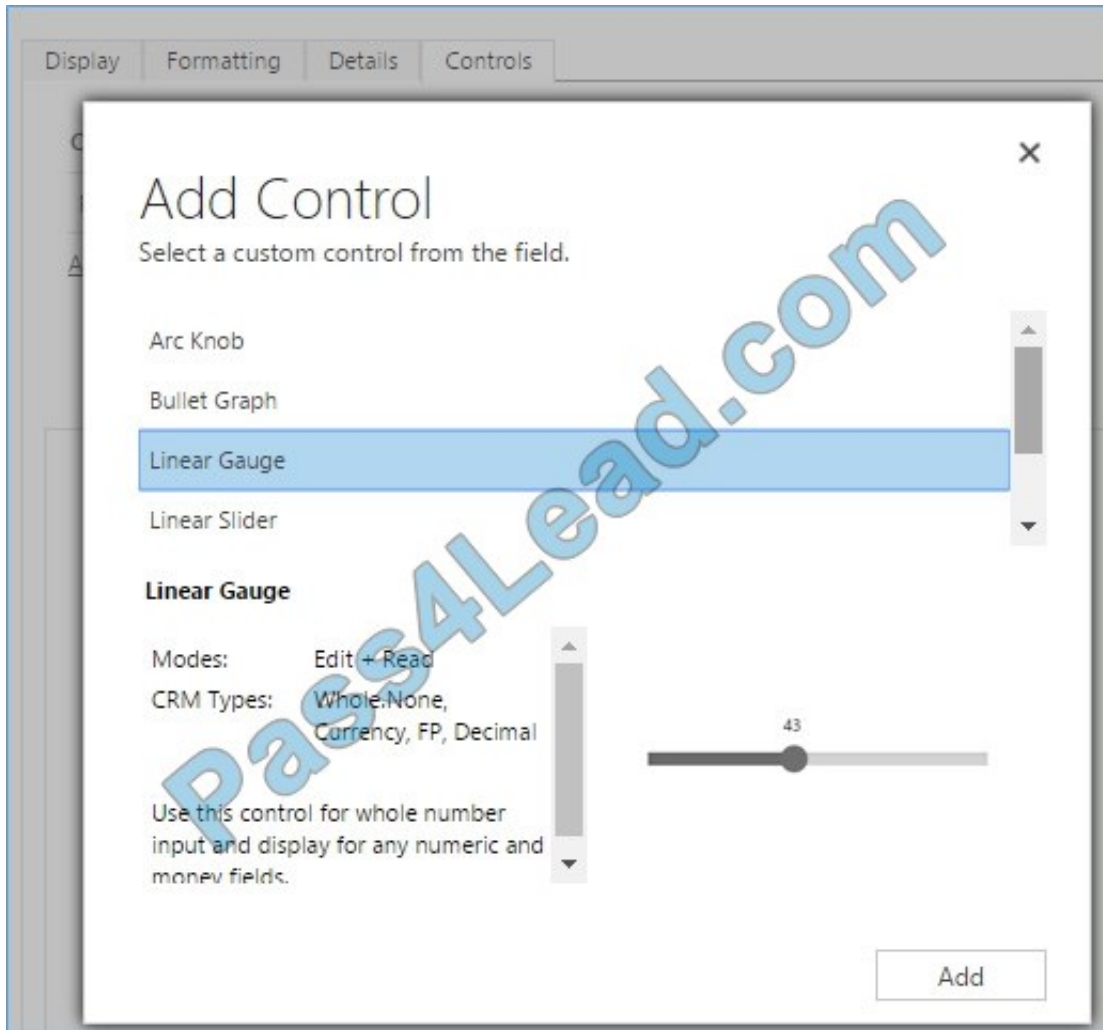 Display Formatting Details Controls
Add Control
Select a custom control from the field.
Arc Knob
Bullet Graph
Linear Gauge
Linear Slider
Linear Gauge
Modes: Edit + Read
CRM Types: Whole.None,
Currency, FP, Decimal
Use this control for whole number
input and display for any numeric and
money fields.
43
Add
Pass4Lead.com